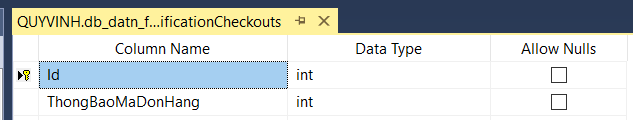 QUYVINH.db_datn_f...ificationCheckouts
Column Name Data Type Allow Nulls
Id int
ThongBaoMaDonHang int